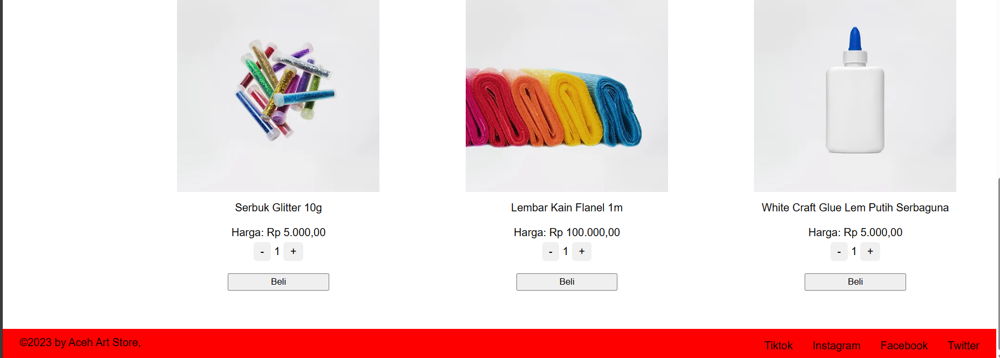 Serbuk Glitter 10g
Lembar Kain Flanel 1m
White Craft Glue Lem Putih Serbaguna
Harga: Rp 5.000,00
Harga: Rp 100.000,00
Harga: Rp 5.000,00
- 1 +
- 1 +
- 1 +
Beli
Beli
Beli
©2023 by Aceh Art Store,
Tiktok Instagram Facebook Twitter